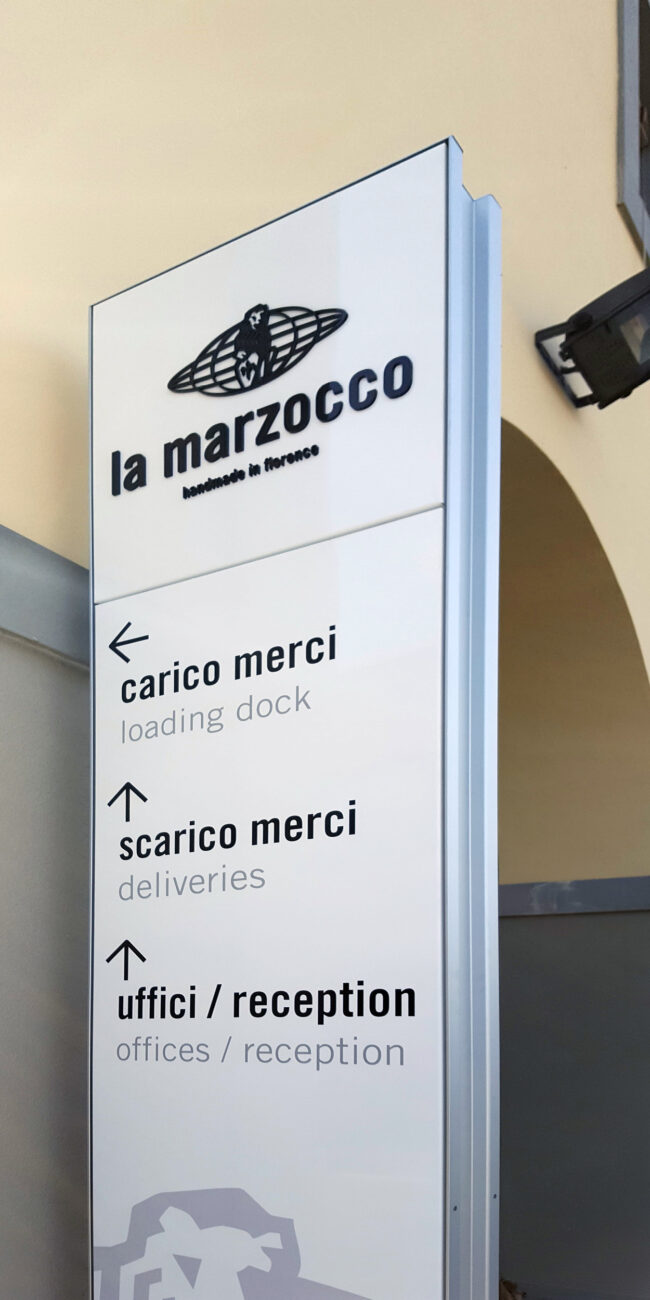 la marzocco
handmade in florence
carico merci
loading dock
scarico merci
deliveries
uffici / reception
offices / reception